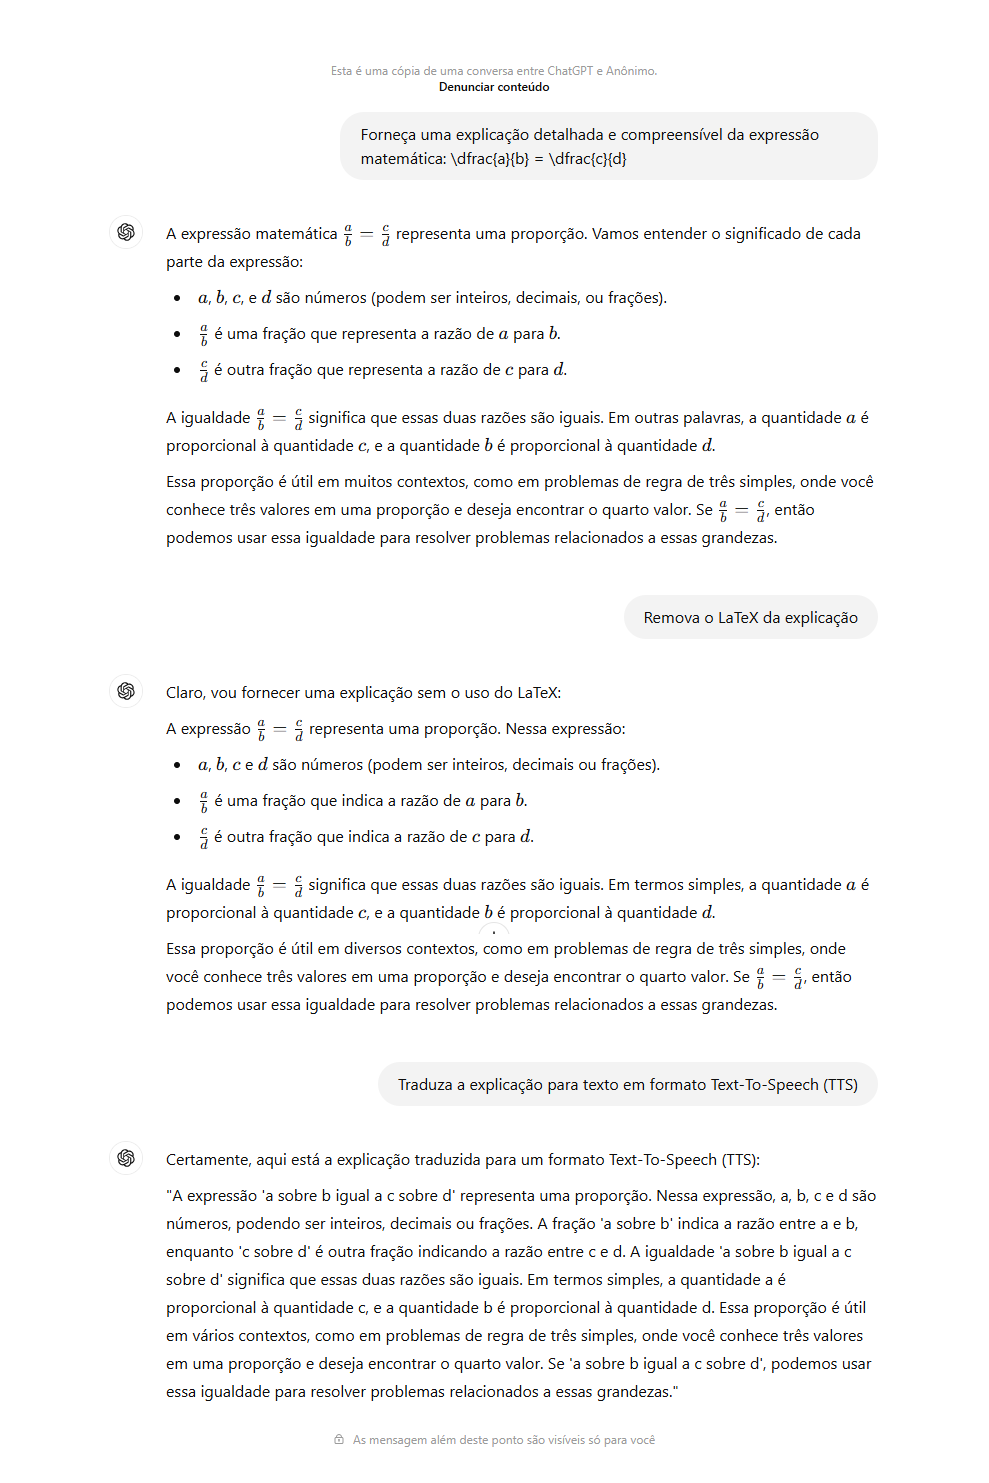 Esta é uma cópia de uma conversa entre ChatGPT e Anônimo.
Denunciar conteúdo
Forneça uma explicação detalhada e compreensível da expressão
matemática: \dfrac{a}{b} = \dfrac{c}{d}
A expressão matemática a/b = c/d representa uma proporção. Vamos entender o significado de cada
parte da expressão:
• a, b, c, e d são números (podem ser inteiros, decimais, ou frações).
• a/b é uma fração que representa a razão de a para b.
• c/d é outra fração que representa a razão de c para d.
A igualdade a/b = c/d significa que essas duas razões são iguais. Em outras palavras, a quantidade a é
proporcional à quantidade c, e a quantidade b é proporcional à quantidade d.
Essa proporção é útil em muitos contextos, como em problemas de regra de três simples, onde você
conhece três valores em uma proporção e deseja encontrar o quarto valor. Se a/b = c/d, então
podemos usar essa igualdade para resolver problemas relacionados a essas grandezas.
Remova o LaTeX da explicação
Claro, vou fornecer uma explicação sem o uso do LaTeX:
A expressão a/b = c/d representa uma proporção. Nessa expressão:
• a, b, c e d são números (podem ser inteiros, decimais ou frações).
• a/b é uma fração que indica a razão de a para b.
• c/d é outra fração que indica a razão de c para d.
A igualdade a/b = c/d significa que essas duas razões são iguais. Em termos simples, a quantidade a é
proporcional à quantidade c, e a quantidade b é proporcional à quantidade d.
Essa proporção é útil em diversos contextos, como em problemas de regra de três simples, onde
você conhece três valores em uma proporção e deseja encontrar o quarto valor. Se a/b = c/d, então
podemos usar essa igualdade para resolver problemas relacionados a essas grandezas.
Traduza a explicação para texto em formato Text-To-Speech (TTS)
Certamente, aqui está a explicação traduzida para um formato Text-To-Speech (TTS):
"A expressão 'a sobre b igual a c sobre d' representa uma proporção. Nessa expressão, a, b, c e d são
números, podendo ser inteiros, decimais ou frações. A fração 'a sobre b' indica a razão entre a e b,
enquanto 'c sobre d' é outra fração indicando a razão entre c e d. A igualdade 'a sobre b igual a c
sobre d' significa que essas duas razões são iguais. Em termos simples, a quantidade a é
proporcional à quantidade c, e a quantidade b é proporcional à quantidade d. Essa proporção é útil
em vários contextos, como em problemas de regra de três simples, onde você conhece três valores
em uma proporção e deseja encontrar o quarto valor. Se 'a sobre b igual a c sobre d', podemos usar
essa igualdade para resolver problemas relacionados a essas grandezas."
As mensagem além deste ponto são visíveis só para você